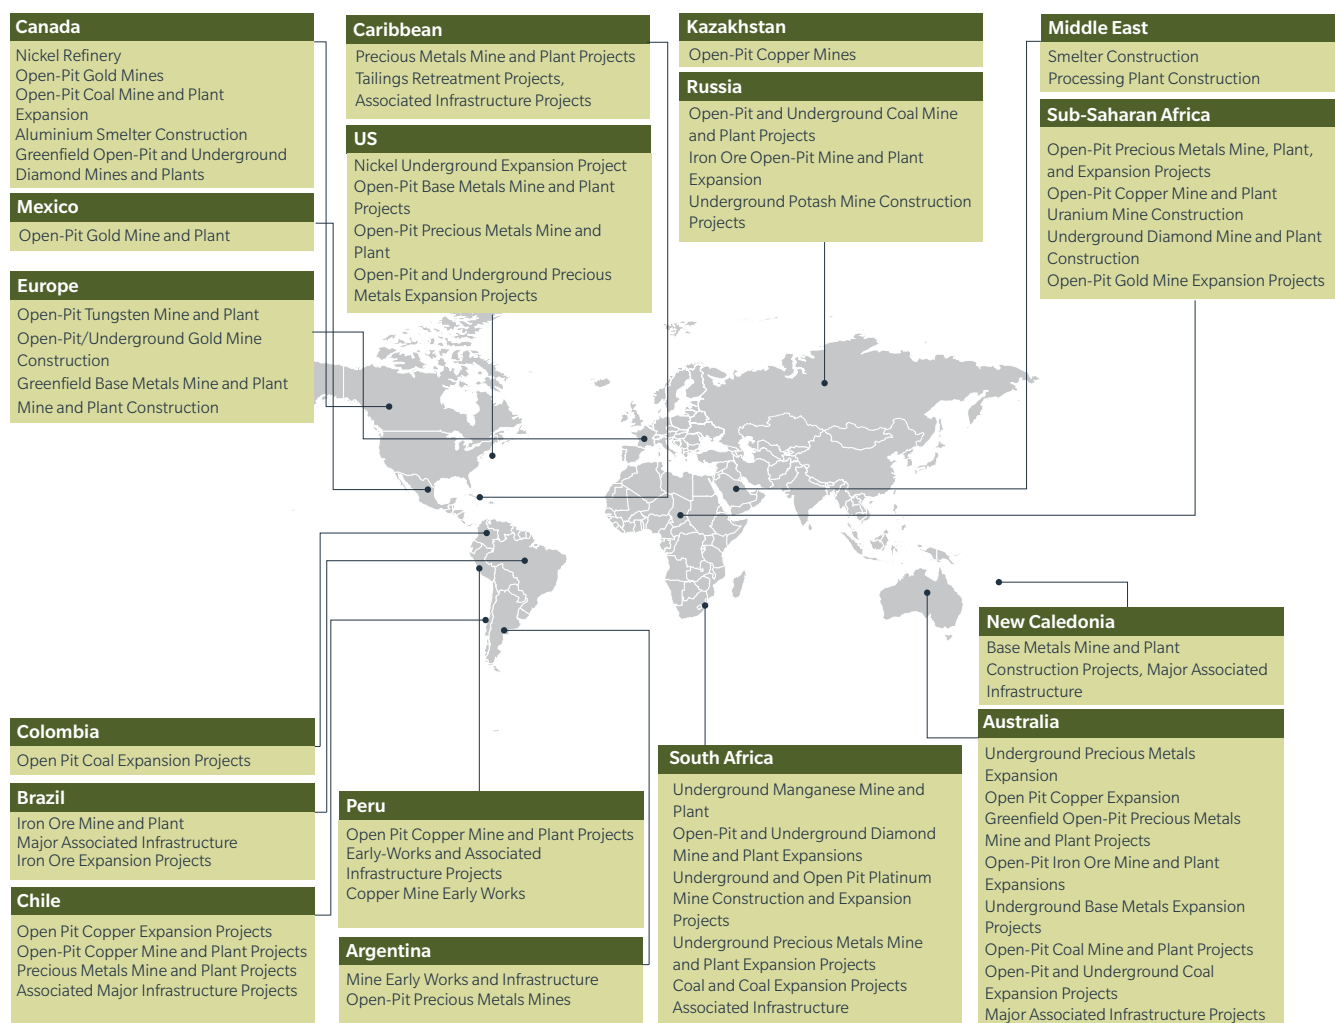 Canada
Nickel Refinery
Open-Pit Gold Mines
Open-Pit Coal Mine and Plant
Expansion
Aluminium Smelter Construction
Greenfield Open-Pit and Underground
Diamond Mines and Plants
Mexico
Open-Pit Gold Mine and Plant
Europe
Open-Pit Tungsten Mine and Plant
Open-Pit/Underground Gold Mine
Construction
Greenfield Base Metals Mine and Plant
Mine and Plant Construction
Caribbean
Precious Metals Mine and Plant Projects
Tailings Retreatment Projects,
Associated Infrastructure Projects
US
Nickel Underground Expansion Project
Open-Pit Base Metals Mine and Plant
Projects
Open-Pit Precious Metals Mine and
Plant
Open-Pit and Underground Precious
Metals Expansion Projects
Kazakhstan
Open-Pit Copper Mines
Russia
Open-Pit and Underground Coal Mine
and Plant Projects
Iron Ore Open-Pit Mine and Plant
Expansion
Underground Potash Mine Construction
Projects
Middle East
Smelter Construction
Processing Plant Construction
Sub-Saharan Africa
Open-Pit Precious Metals Mine, Plant,
and Expansion Projects
Open-Pit Copper Mine and Plant
Uranium Mine Construction
Underground Diamond Mine and Plant
Construction
Open-Pit Gold Mine Expansion Projects
Colombia
Open Pit Coal Expansion Projects
Brazil
Iron Ore Mine and Plant
Major Associated Infrastructure
Iron Ore Expansion Projects
Chile
Open Pit Copper Expansion Projects
Open-Pit Copper Mine and Plant Projects
Precious Metals Mine and Plant Projects
Associated Major Infrastructure Projects
Peru
Open Pit Copper Mine and Plant Projects
Early-Works and Associated
Infrastructure Projects
Copper Mine Early Works
Argentina
Mine Early Works and Infrastructure
Open-Pit Precious Metals Mines
South Africa
Underground Manganese Mine and
Plant
Open-Pit and Underground Diamond
Mine and Plant Expansions
Underground and Open Pit Platinum
Mine Construction and Expansion
Projects
Underground Precious Metals Mine
and Plant Expansion Projects
Coal and Coal Expansion Projects
Associated Infrastructure
New Caledonia
Base Metals Mine and Plant
Construction Projects, Major Associated
Infrastructure
Australia
Underground Precious Metals
Expansion
Open Pit Copper Expansion
Greenfield Open-Pit Precious Metals
Mine and Plant Projects
Open-Pit Iron Ore Mine and Plant
Expansions
Underground Base Metals Expansion
Projects
Open-Pit Coal Mine and Plant Projects
Open-Pit and Underground Coal
Expansion Projects
Major Associated Infrastructure Projects